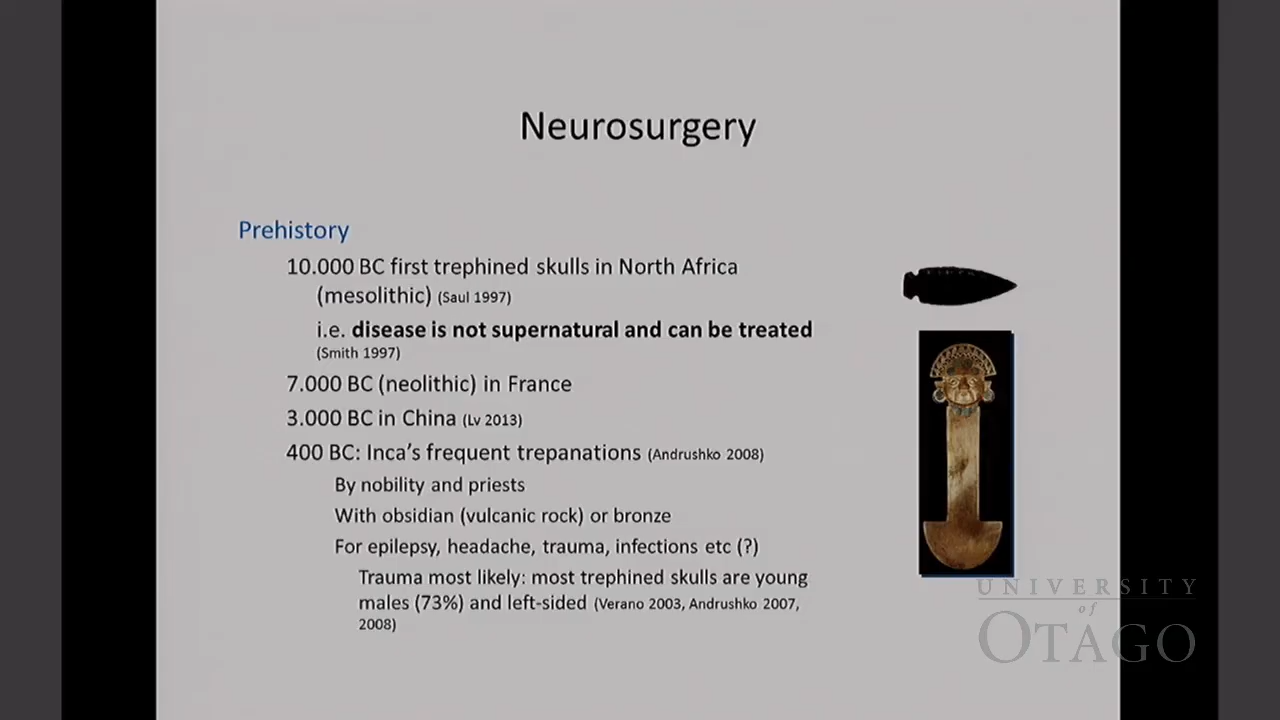 Neurosurgery
Prehistory
10.000 BC first trephined skulls in North Africa
(mesolithic) (Saul 1997)
i.e. disease is not supernatural and can be treated
(Smith 1997)
7.000 BC (neolithic) in France
3.000 BC in China (Lv 2013)
400 BC: Inca's frequent trepanations (Andrushko 2008)
By nobility and priests
With obsidian (vulcanic rock) or bronze
For epilepsy, headache, trauma, infections etc (?)
Trauma most likely: most trephined skulls are young
males (73%) and left-sided (Verano 2003, Andrushko 2007,
2008)
UNIVERSITY
of
OTAGO